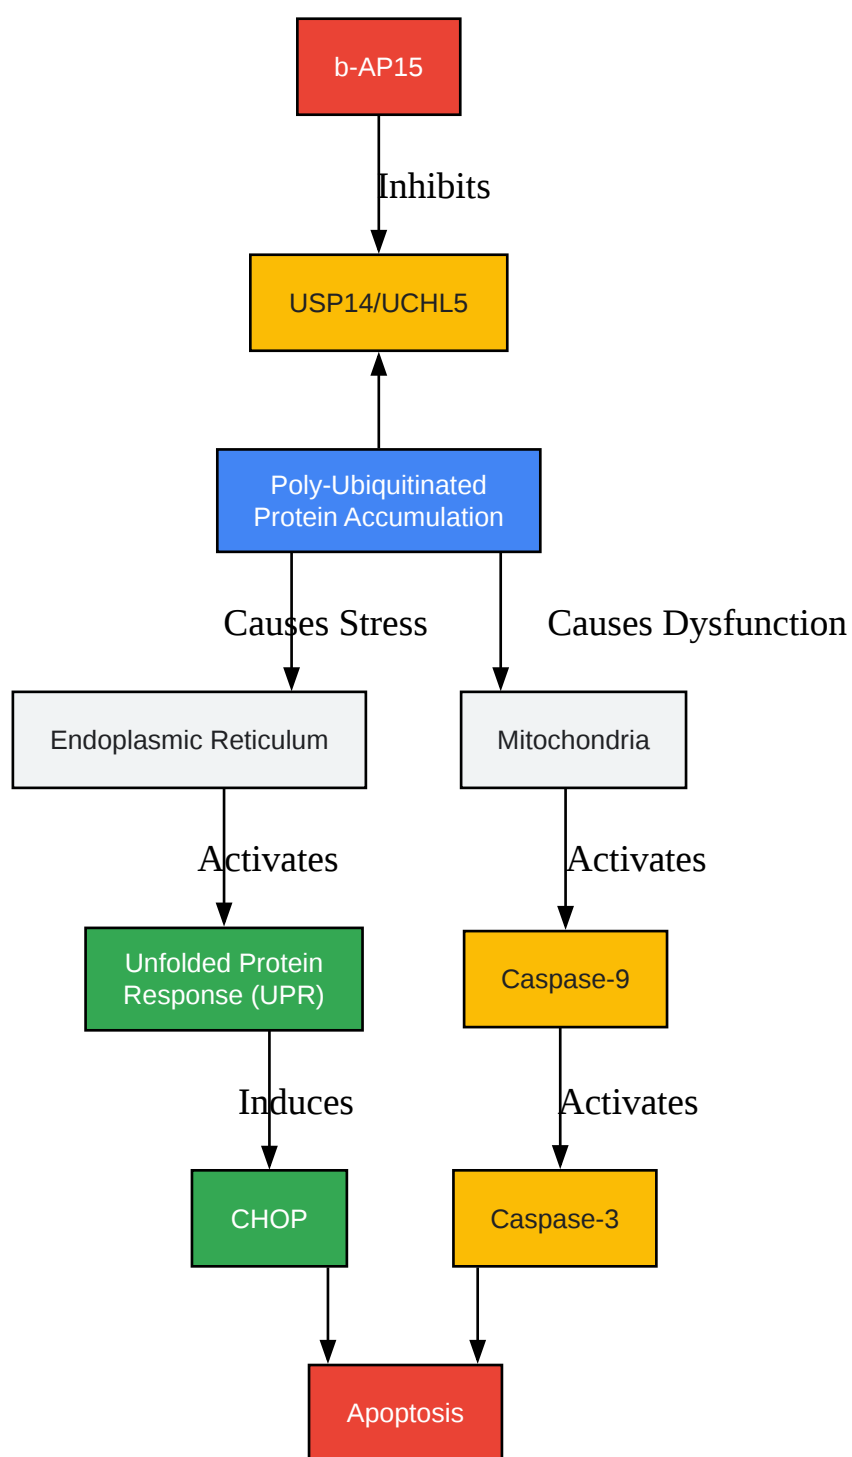 b-AP15
Inhibits
USP14/UCHL5
Poly-Ubiquitinated
Protein Accumulation
Causes Stress
Causes Dysfunction
Endoplasmic Reticulum
Mitochondria
Activates
Activates
Unfolded Protein
Response (UPR)
Caspase-9
Induces
Activates
CHOP
Caspase-3
Apoptosis